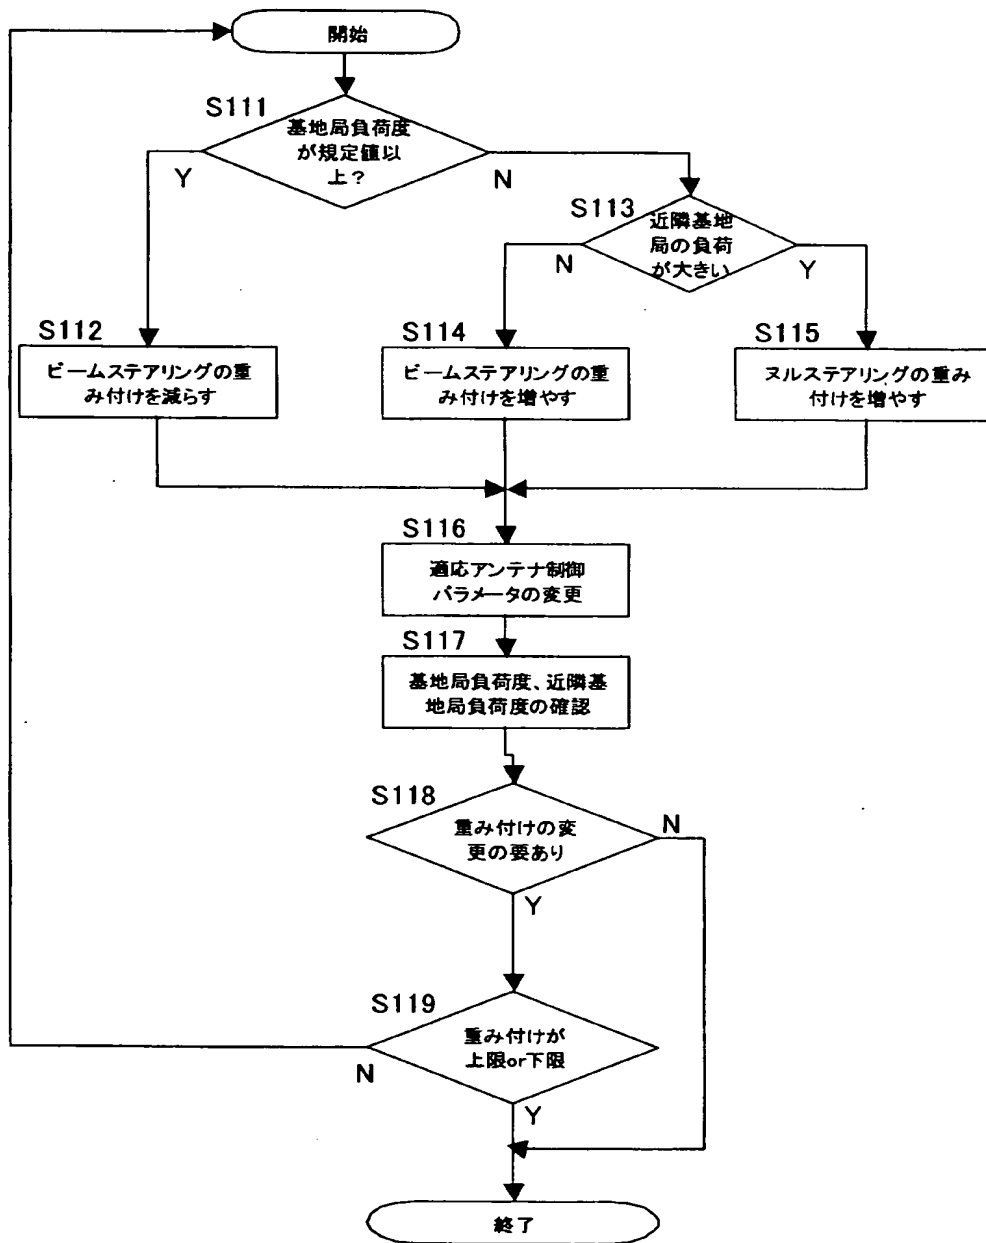 開始
S111
基地局負荷度
が規定値以
上？
Y
N
S113
近隣基地
局の負荷
が大きい
N
Y
S112
ビームステアリングの重
み付けを減らす
S114
ビームステアリングの重
み付けを増やす
S115
ヌルステアリングの重み
付けを増やす
S116
適応アンテナ制御
パラメータの変更
S117
基地局負荷度、近隣基
地局負荷度の確認
S118
重み付けの変
更の要あり
N
Y
S119
重み付けが
上限or下限
N
Y
終了